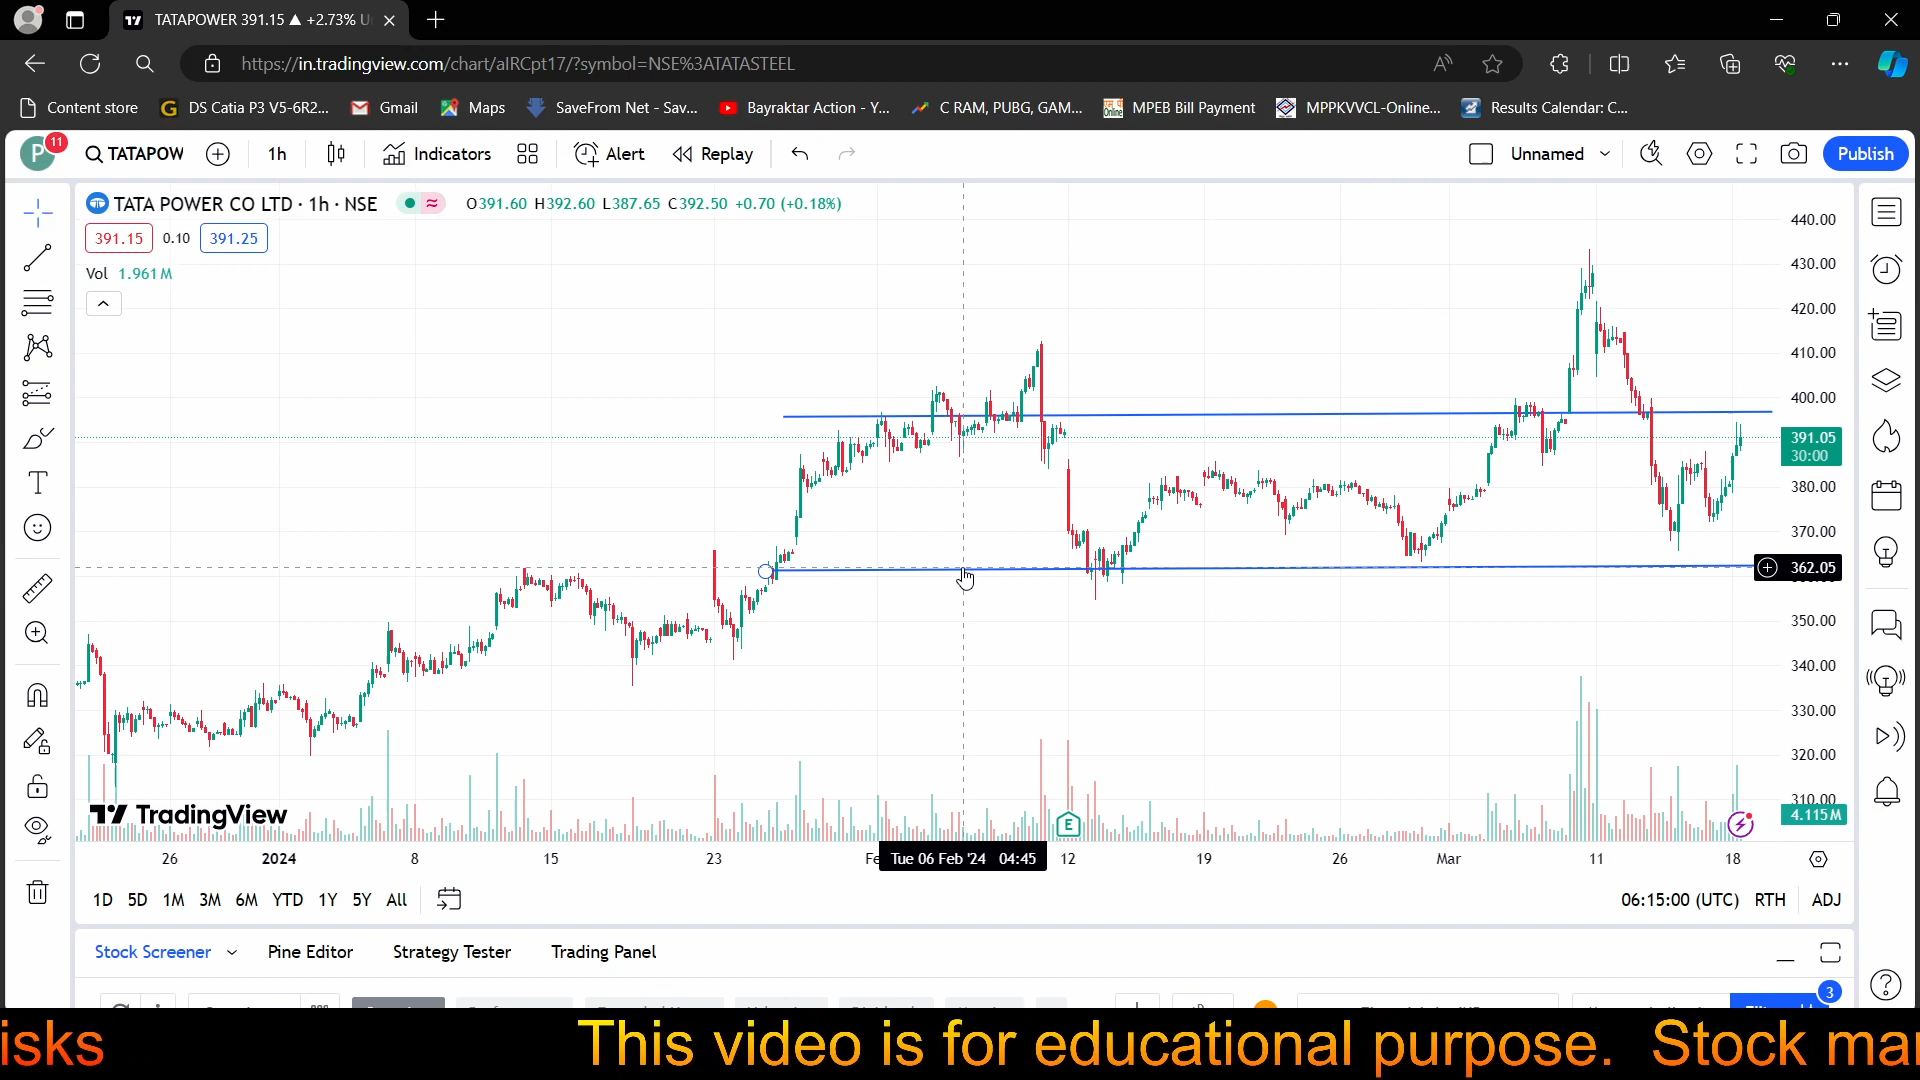 TATAPOWER 391.15 ▲ +2.73% U
https://in.tradingview.com/chart/alRCpt17/?symbol=NSE%3ATATASTEEL
Content store
DS Catia P3 V5-6R2...
Gmail
Maps
SaveFrom Net - Sav...
Bayraktar Action - Y...
C RAM, PUBG, GAM...
MPEB Bill Payment
MPPKVVCL-Online...
Results Calendar: C...
P 11
TATAPOW
1h
Indicators
Alert
Replay
Unnamed
Publish
TATA POWER CO LTD · 1h · NSE
O391.60 H392.60 L387.65 C392.50 +0.70 (+0.18%)
391.15 0.10 391.25
Vol 1.961M
440.00
430.00
420.00
410.00
400.00
391.05
30:00
380.00
370.00
362.05
350.00
340.00
330.00
320.00
310.00
4.115M
TradingView
E
26 2024 8 15 23 Fe Tue 06 Feb '24 04:45 12 19 26 Mar 11 18
1D 5D 1M 3M 6M YTD 1Y 5Y All
06:15:00 (UTC) RTH ADJ
Stock Screener Pine Editor Strategy Tester Trading Panel
3
isks This video is for educational purpose. Stock mar